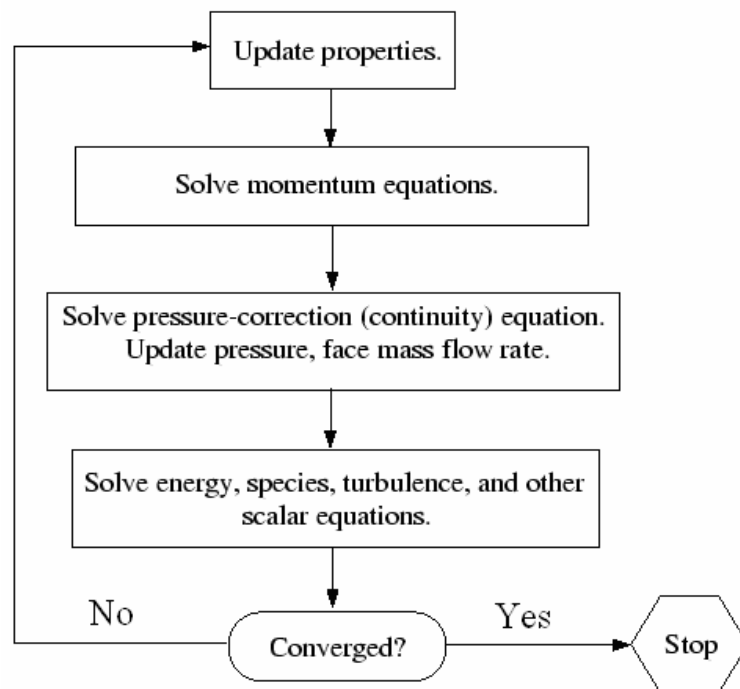 Update properties.
Solve momentum equations.
Solve pressure-correction (continuity) equation.
Update pressure, face mass flow rate.
Solve energy, species, turbulence, and other
scalar equations.
No
Yes
Converged?
Stop